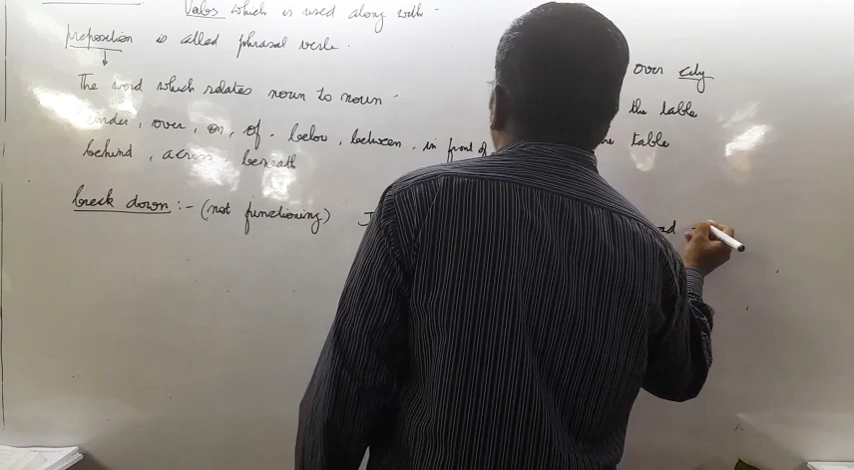 Verbs which is used along with
preposition is called phrasal verb.
over city
The word which relates noun to noun
the table
under, over, on, of. below, between, in front of
table
behind, across, beneath
break down :- (not functioning)